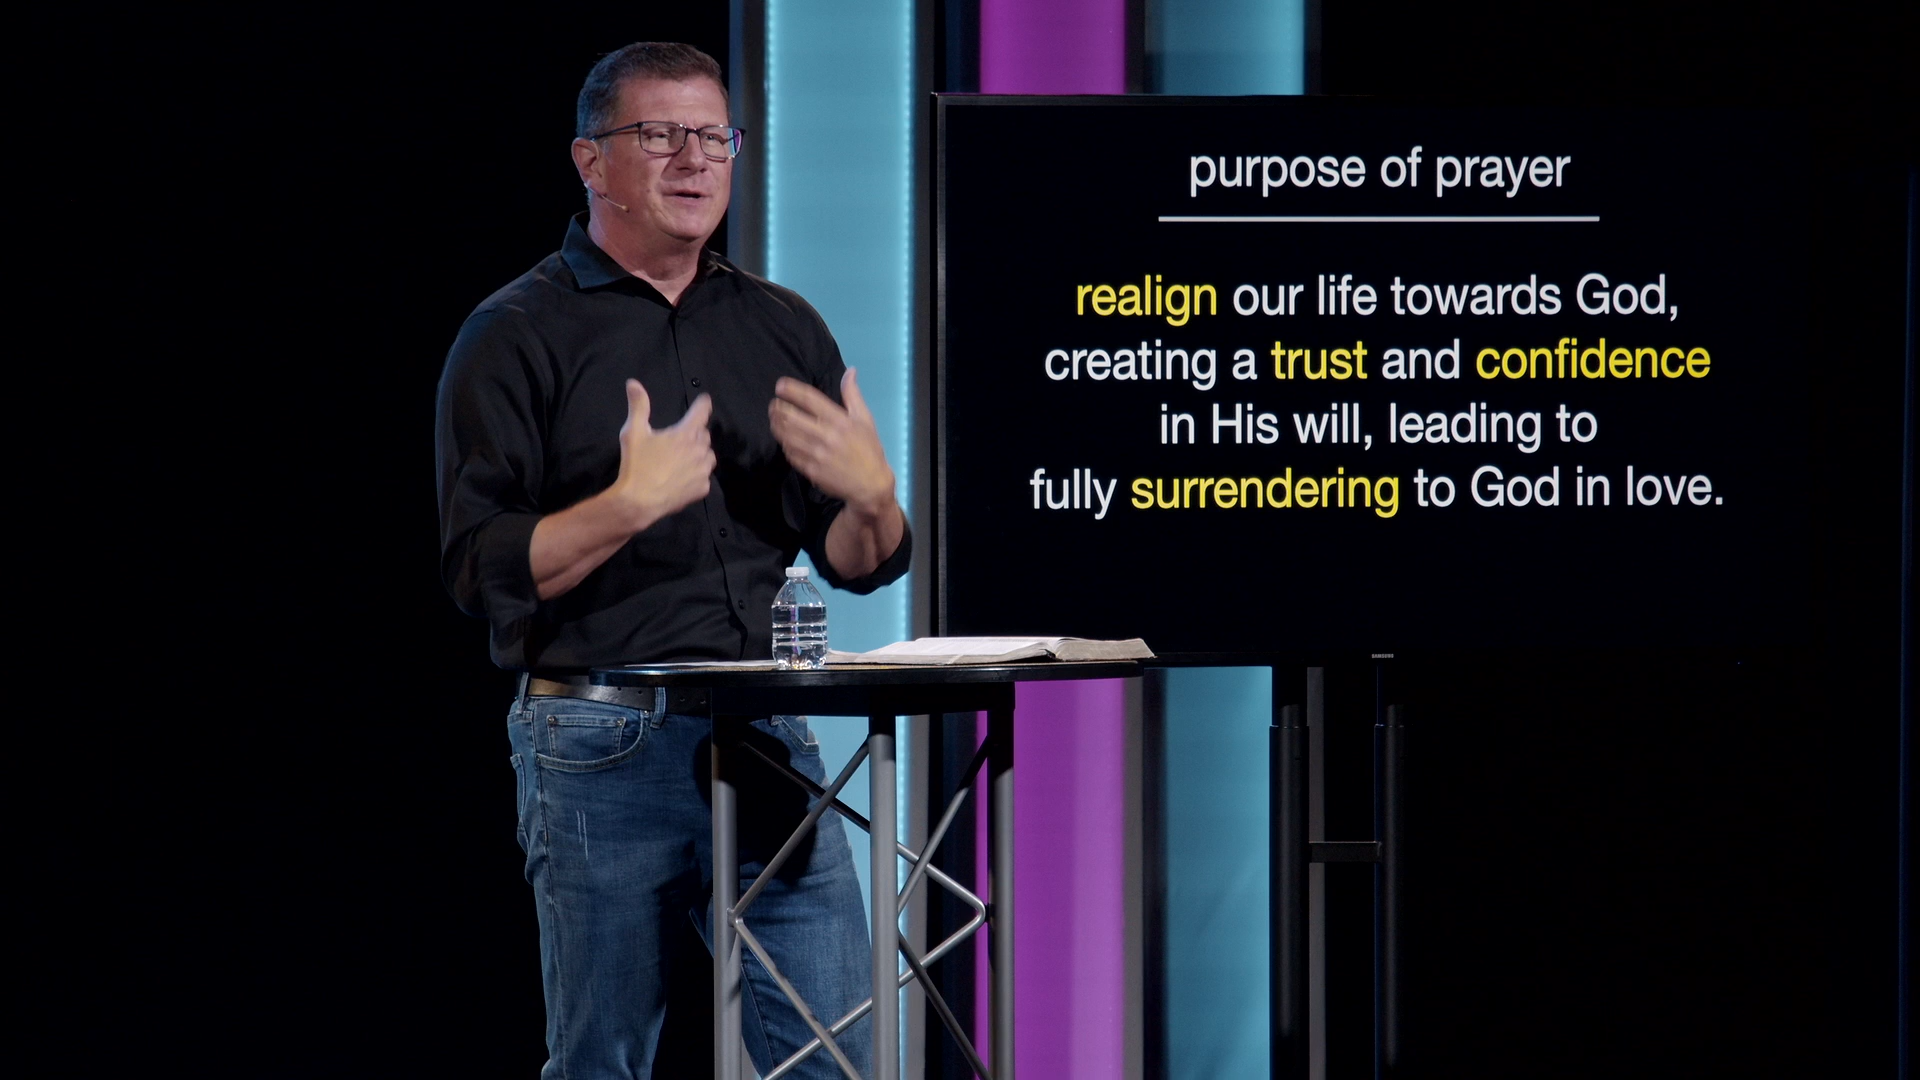 purpose of prayer
realign our life towards God,
creating a trust and confidence
in His will, leading to
fully surrendering to God in love.
SAMSUNG